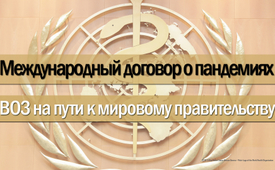 Международный договор о пандемиях
ВОЗ на пути к мировому правительству